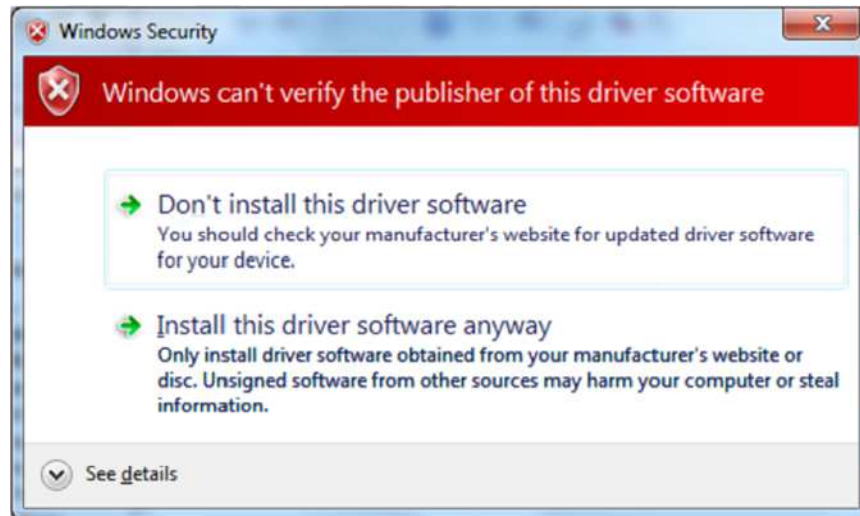 Windows Security
Windows can't verify the publisher of this driver software
Don't install this driver software
You should check your manufacturer's website for updated driver software
for your device.
Install this driver software anyway
Only install driver software obtained from your manufacturer's website or
disc. Unsigned software from other sources may harm your computer or steal
information.
See details